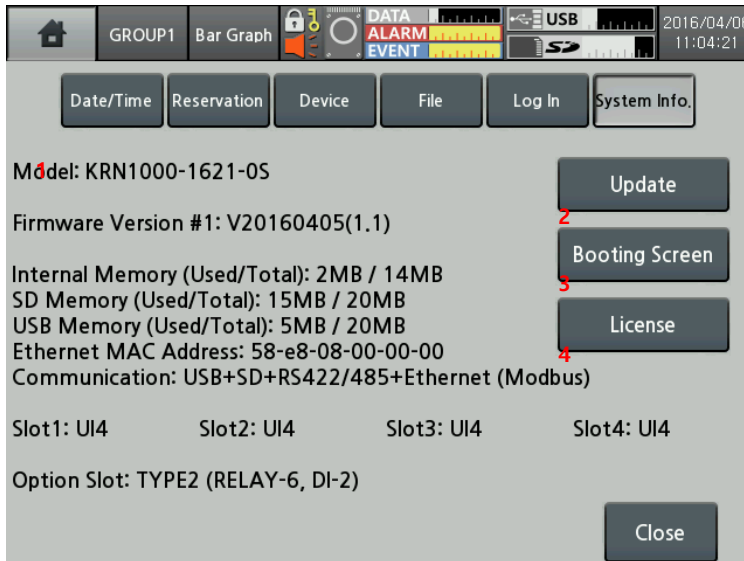 GROUP1 Bar Graph DATA ALARM EVENT USB SD 2016/04/06 11:04:21
Date/Time Reservation Device File Log In System Info.
1
Model: KRN1000-1621-0S
Update
2
Firmware Version #1: V20160405(1.1)
Booting Screen
3
Internal Memory (Used/Total): 2MB / 14MB
SD Memory (Used/Total): 15MB / 20MB
USB Memory (Used/Total): 5MB / 20MB
License
4
Ethernet MAC Address: 58-e8-08-00-00-00
Communication: USB+SD+RS422/485+Ethernet (Modbus)
Slot1: UI4 Slot2: UI4 Slot3: UI4 Slot4: UI4
Option Slot: TYPE2 (RELAY-6, DI-2)
Close